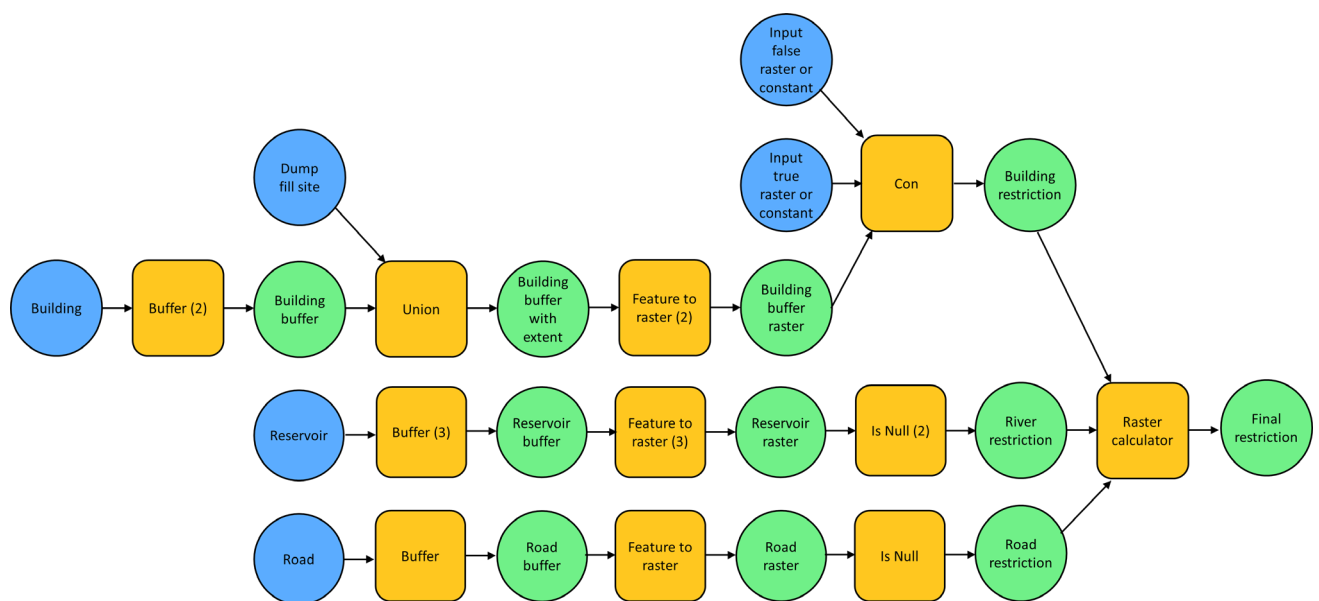 Input
false
raster or
constant
Dump
fill site
Input
true
raster or
constant
Con
Building
restriction
Building
Buffer (2)
Building
buffer
Union
Building
buffer
with
extent
Feature to
raster (2)
Building
buffer
raster
Reservoir
Buffer (3)
Reservoir
buffer
Feature to
raster (3)
Reservoir
raster
Is Null (2)
River
restriction
Raster
calculator
Final
restriction
Road
Buffer
Road
buffer
Feature to
raster
Road
raster
Is Null
Road
restriction